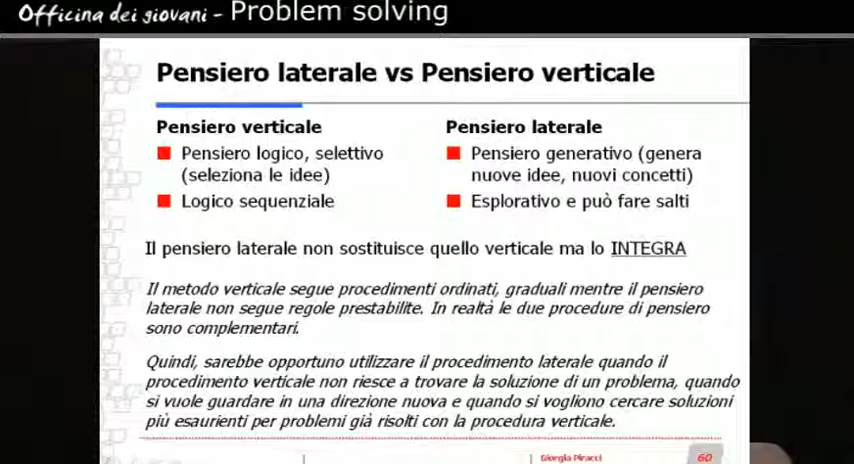 Officina dei giovani - Problem solving
Pensiero laterale vs Pensiero verticale
Pensiero verticale
Pensiero logico, selettivo
(seleziona le idee)
Logico sequenziale
Pensiero laterale
Pensiero generativo (genera
nuove idee, nuovi concetti)
Esplorativo e può fare salti
Il pensiero laterale non sostituisce quello verticale ma lo INTEGRA
Il metodo verticale segue procedimenti ordinati, graduali mentre il pensiero
laterale non segue regole prestabilite. In realtà le due procedure di pensiero
sono complementari.
Quindi, sarebbe opportuno utilizzare il procedimento laterale quando il
procedimento verticale non riesce a trovare la soluzione di un problema, quando
si vuole guardare in una direzione nuova e quando si vogliono cercare soluzioni
più esaurienti per problemi già risolti con la procedura verticale.
Giorgia Piracci 60